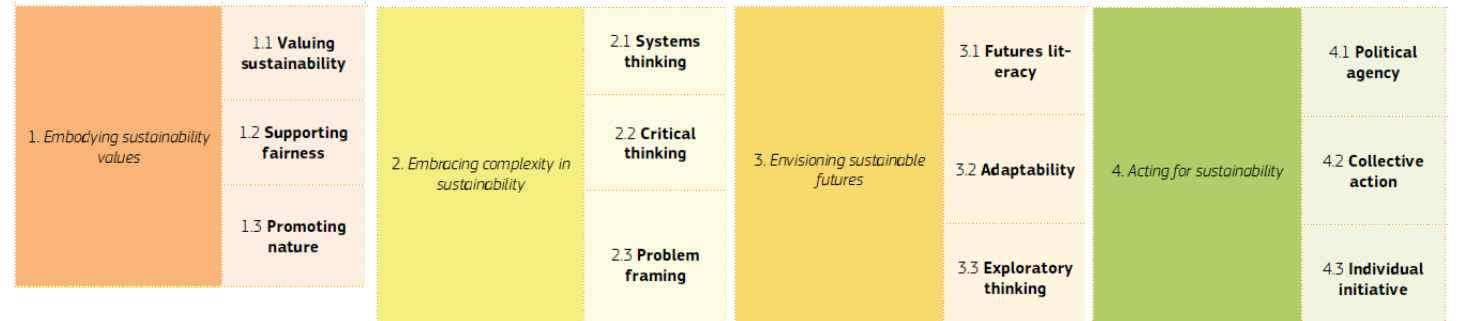 1. Embodying sustainability
values
1.1 Valuing
sustainability
1.2 Supporting
fairness
1.3 Promoting
nature
2. Embracing complexity in
sustainability
2.1 Systems
thinking
2.2 Critical
thinking
2.3 Problem
framing
3. Envisioning sustainable
futures
3.1 Futures lit-
eracy
3.2 Adaptability
3.3 Exploratory
thinking
4. Acting for sustainability
4.1 Political
agency
4.2 Collective
action
4.3 Individual
initiative